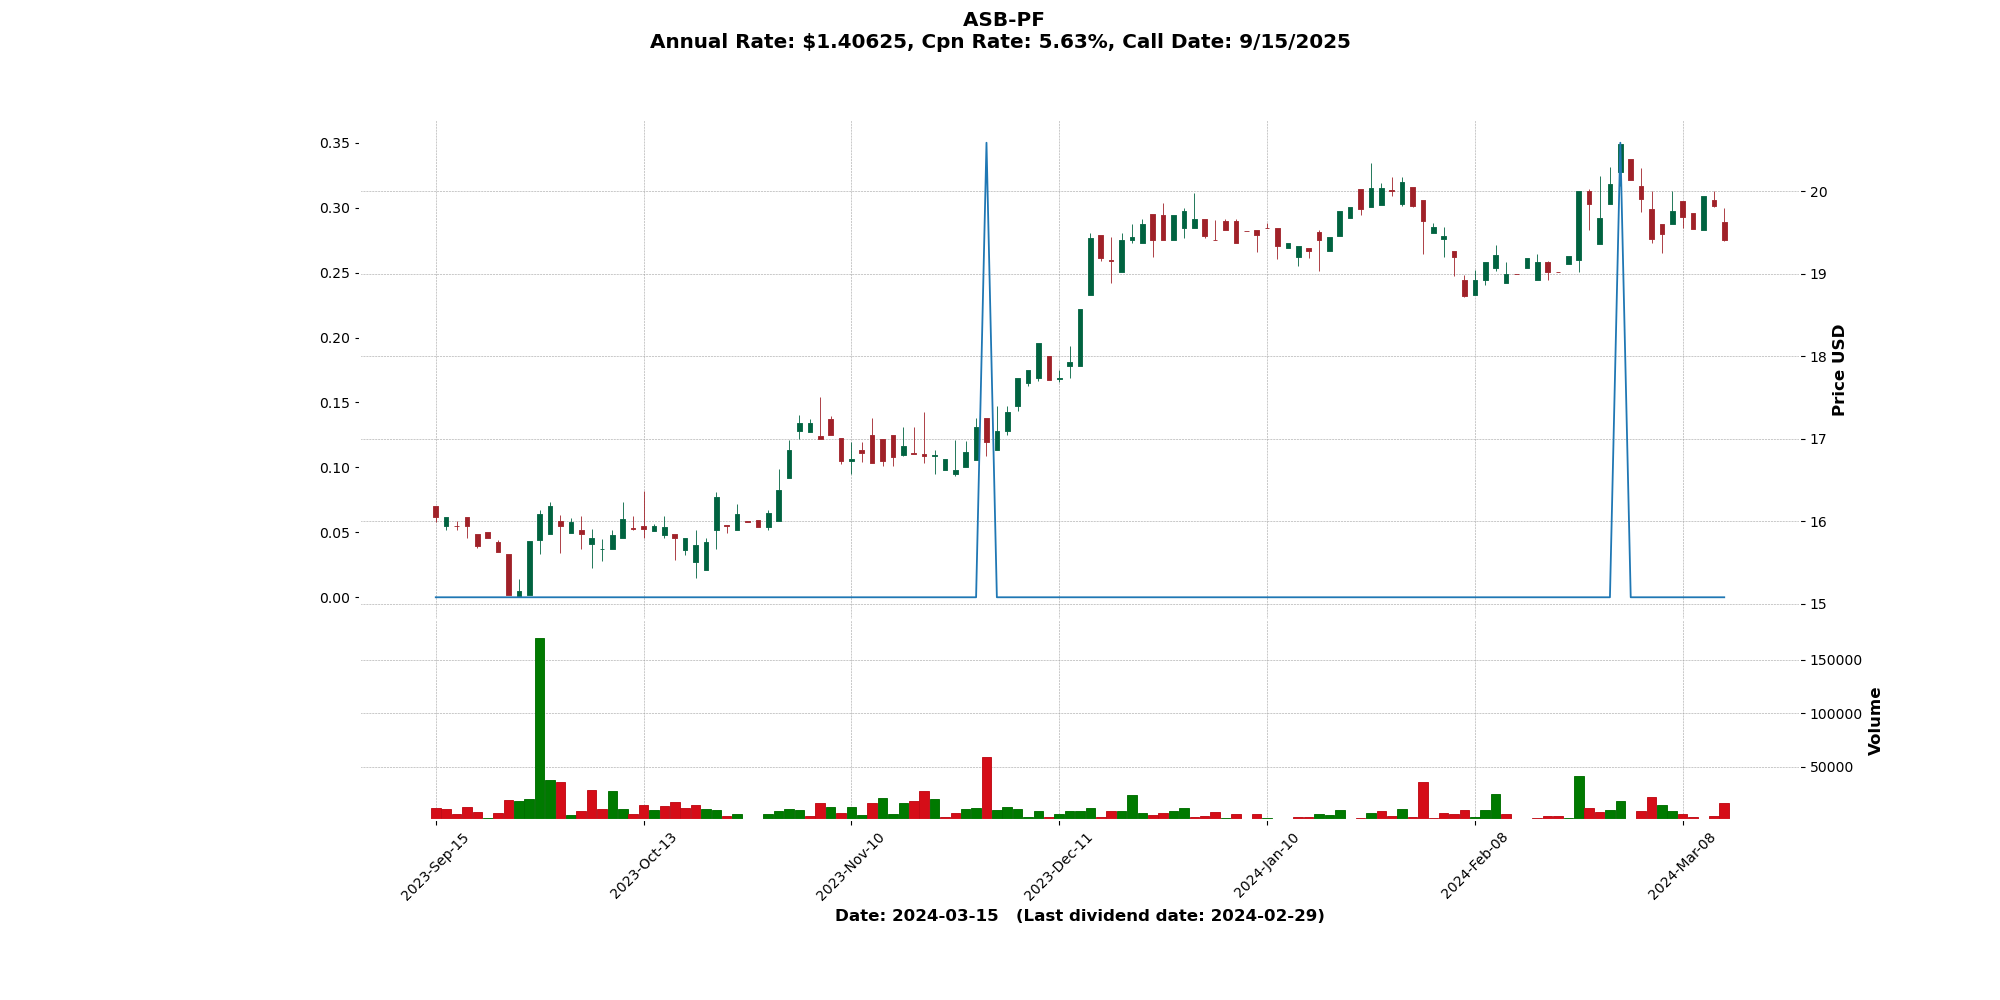 ASB-PF
Annual Rate: $1.40625, Cpn Rate: 5.63%, Call Date: 9/15/2025
0.35
0.30
0.25
0.20
0.15
0.10
0.05
0.00
20
19
18
17
16
15
Price USD
150000
100000
50000
Volume
2023-Sep-15
2023-Oct-13
2023-Nov-10
2023-Dec-11
2024-Jan-10
2024-Feb-08
2024-Mar-08
Date: 2024-03-15   (Last dividend date: 2024-02-29)